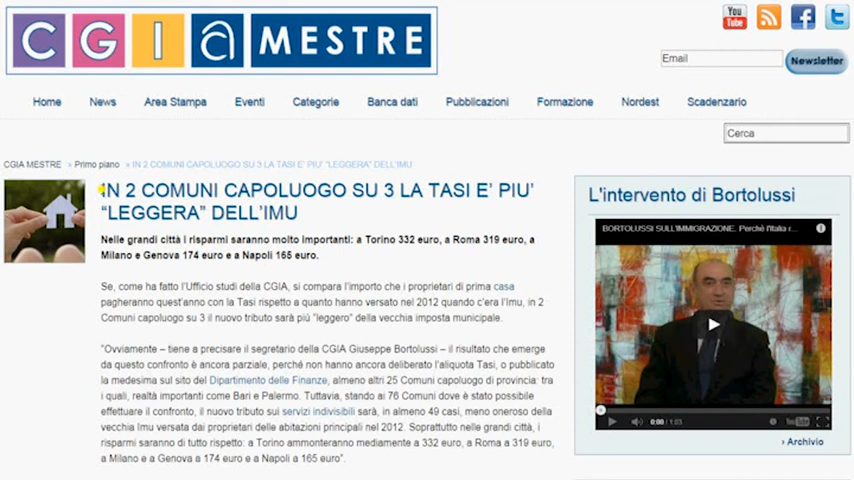 CGIA MESTRE
You Tube
Email
Newsletter
Home News Area Stampa Eventi Categorie Banca dati Pubblicazioni Formazione Nordest Scadenzario
Cerca
CGIA MESTRE » Primo piano » IN 2 COMUNI CAPOLUOGO SU 3 LA TASI E' PIU' "LEGGERA" DELL'IMU
IN 2 COMUNI CAPOLUOGO SU 3 LA TASI E' PIU'
"LEGGERA" DELL'IMU
Nelle grandi città i risparmi saranno molto importanti: a Torino 332 euro, a Roma 319 euro, a
Milano e Genova 174 euro e a Napoli 165 euro.
Se, come ha fatto l'Ufficio studi della CGIA, si compara l'importo che i proprietari di prima casa
pagheranno quest'anno con la Tasi rispetto a quanto hanno versato nel 2012 quando c'era l'Imu, in 2
Comuni capoluogo su 3 il nuovo tributo sarà più "leggero" della vecchia imposta municipale.
"Ovviamente – tiene a precisare il segretario della CGIA Giuseppe Bortolussi – il risultato che emerge
da questo confronto è ancora parziale, perché non hanno ancora deliberato l'aliquota Tasi, o pubblicato
la medesima sul sito del Dipartimento delle Finanze, almeno altri 25 Comuni capoluogo di provincia: tra
i quali, realtà importanti come Bari e Palermo. Tuttavia, stando ai 76 Comuni dove è stato possibile
effettuare il confronto, il nuovo tributo sui servizi indivisibili sarà, in almeno 49 casi, meno oneroso della
vecchia Imu versata dai proprietari delle abitazioni principali nel 2012. Soprattutto nelle grandi città, i
risparmi saranno di tutto rispetto: a Torino ammonteranno mediamente a 332 euro, a Roma a 319 euro,
a Milano e a Genova a 174 euro e a Napoli a 165 euro".
L'intervento di Bortolussi
BORTOLUSSI SULL'IMMIGRAZIONE. Perchè l'Italia r...
0:00 / 1:03
YouTube
› Archivio